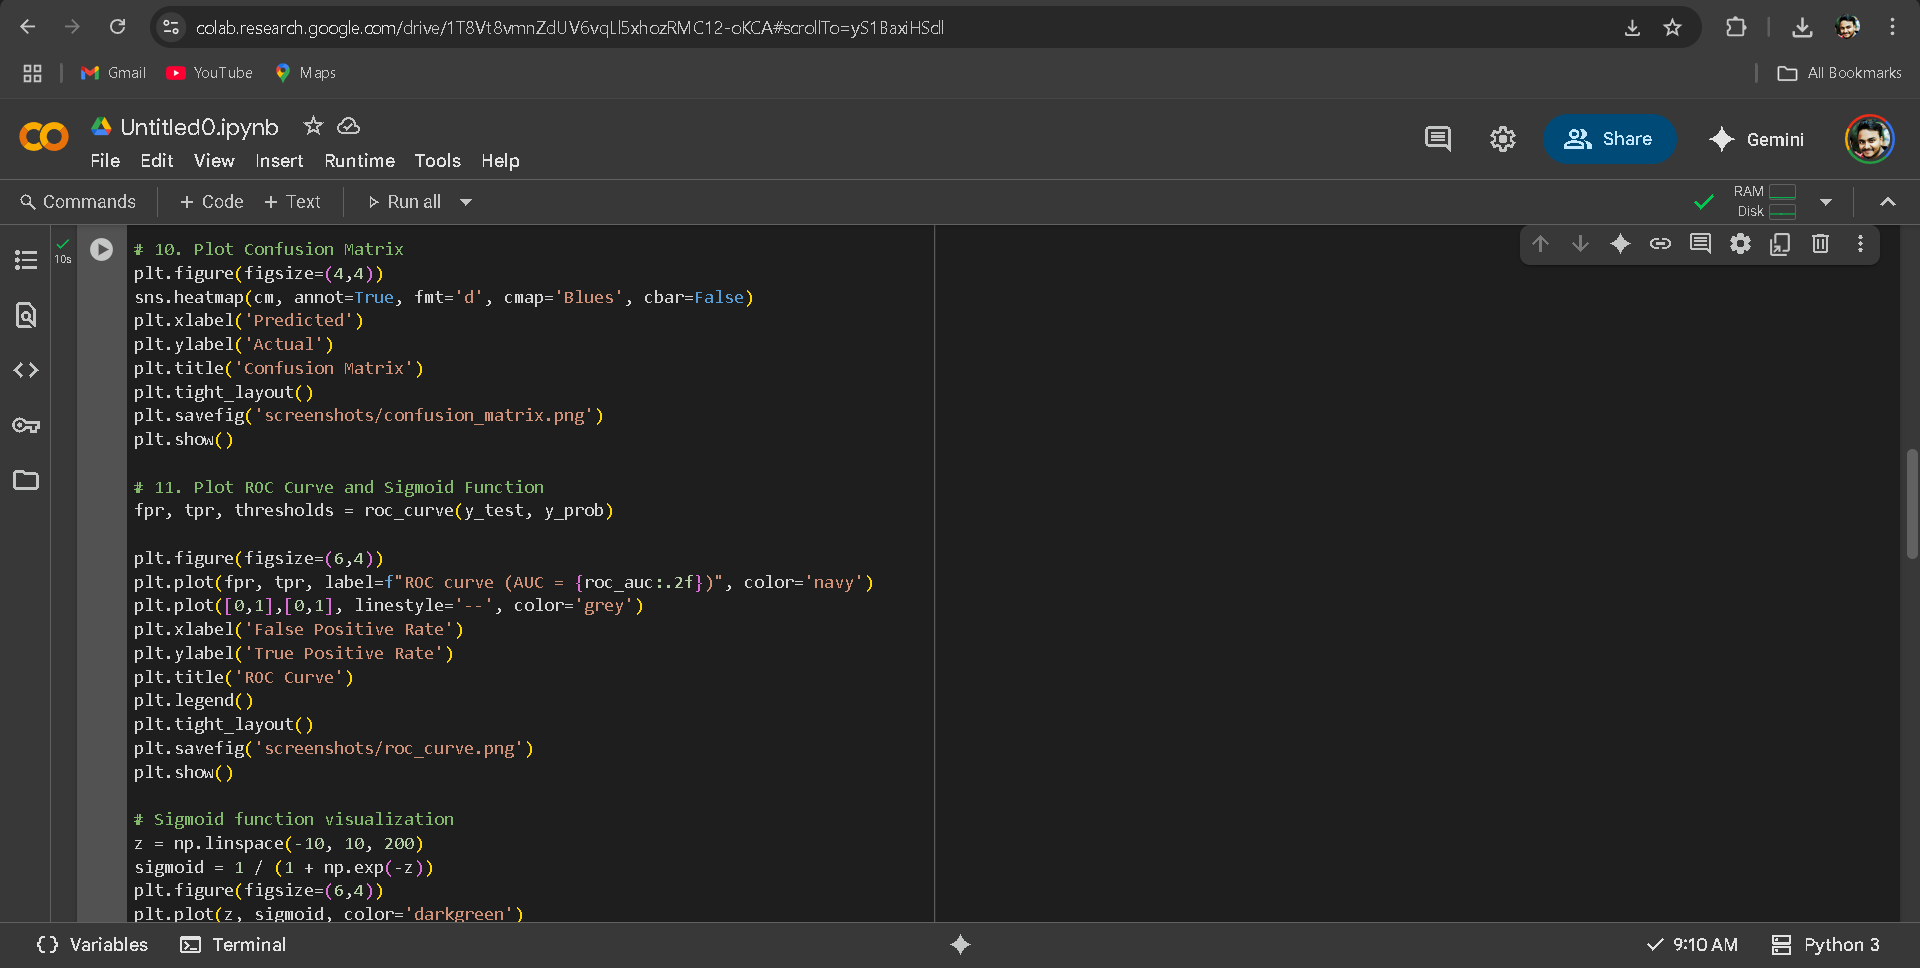 colab.research.google.com/drive/1T8Vt8vmnZdUV6vqLl5xhozRMC12-oKCA#scrollTo=yS1BaxiHSdlI
Gmail YouTube Maps All Bookmarks
Untitled0.ipynb
File Edit View Insert Runtime Tools Help
Share Gemini
Commands + Code + Text Run all
RAM
Disk
10s
# 10. Plot Confusion Matrix
plt.figure(figsize=(4,4))
sns.heatmap(cm, annot=True, fmt='d', cmap='Blues', cbar=False)
plt.xlabel('Predicted')
plt.ylabel('Actual')
plt.title('Confusion Matrix')
plt.tight_layout()
plt.savefig('screenshots/confusion_matrix.png')
plt.show()
# 11. Plot ROC Curve and Sigmoid Function
fpr, tpr, thresholds = roc_curve(y_test, y_prob)
plt.figure(figsize=(6,4))
plt.plot(fpr, tpr, label=f"ROC curve (AUC = {roc_auc:.2f})", color='navy')
plt.plot([0,1],[0,1], linestyle='--', color='grey')
plt.xlabel('False Positive Rate')
plt.ylabel('True Positive Rate')
plt.title('ROC Curve')
plt.legend()
plt.tight_layout()
plt.savefig('screenshots/roc_curve.png')
plt.show()
# Sigmoid function visualization
z = np.linspace(-10, 10, 200)
sigmoid = 1 / (1 + np.exp(-z))
plt.figure(figsize=(6,4))
plt.plot(z, sigmoid, color='darkgreen')
Variables Terminal 9:10 AM Python 3